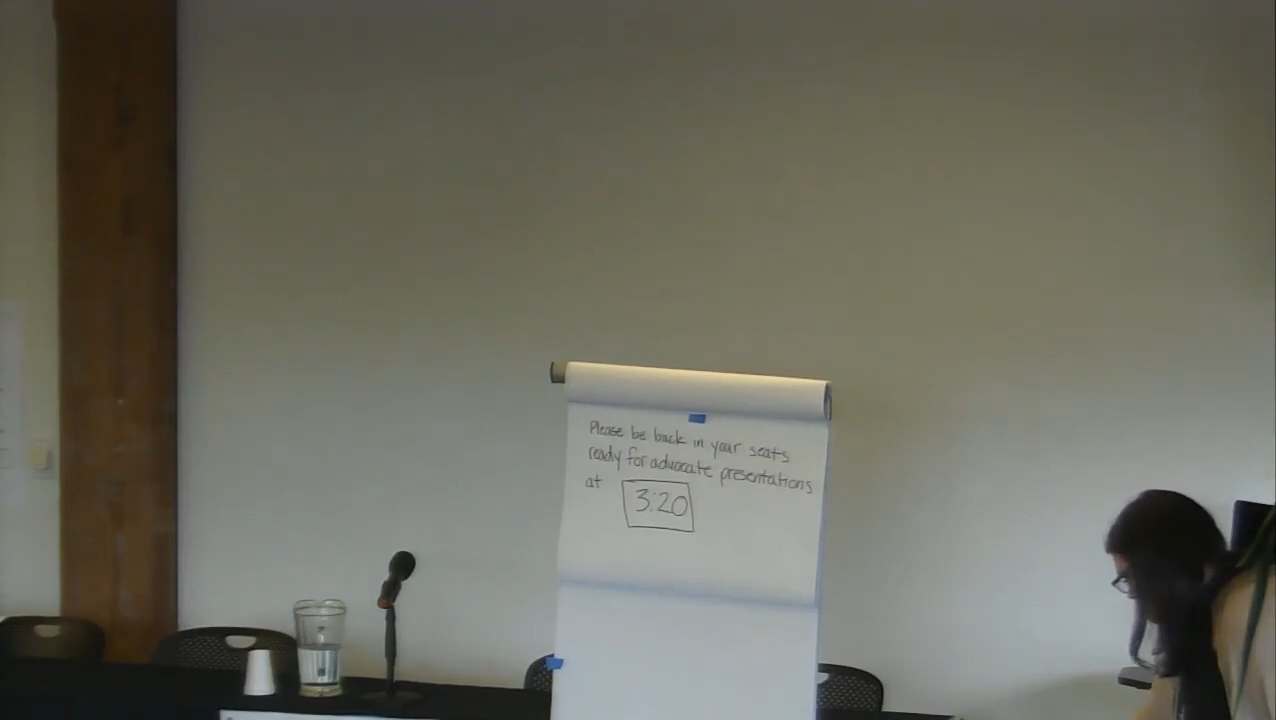 Please be back in your seats
ready for advocate presentations
at 3:20